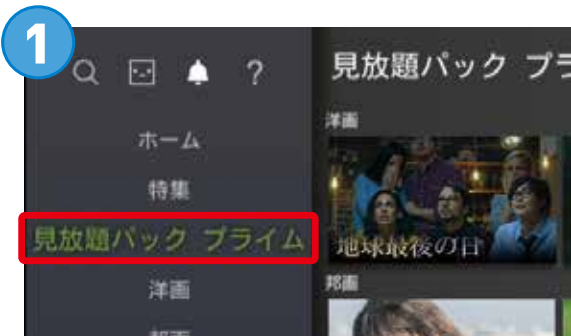 1
?
ホーム
特集
見放題パック プライム
洋画
見放題パック プラ
洋画
地球最後の日
邦画